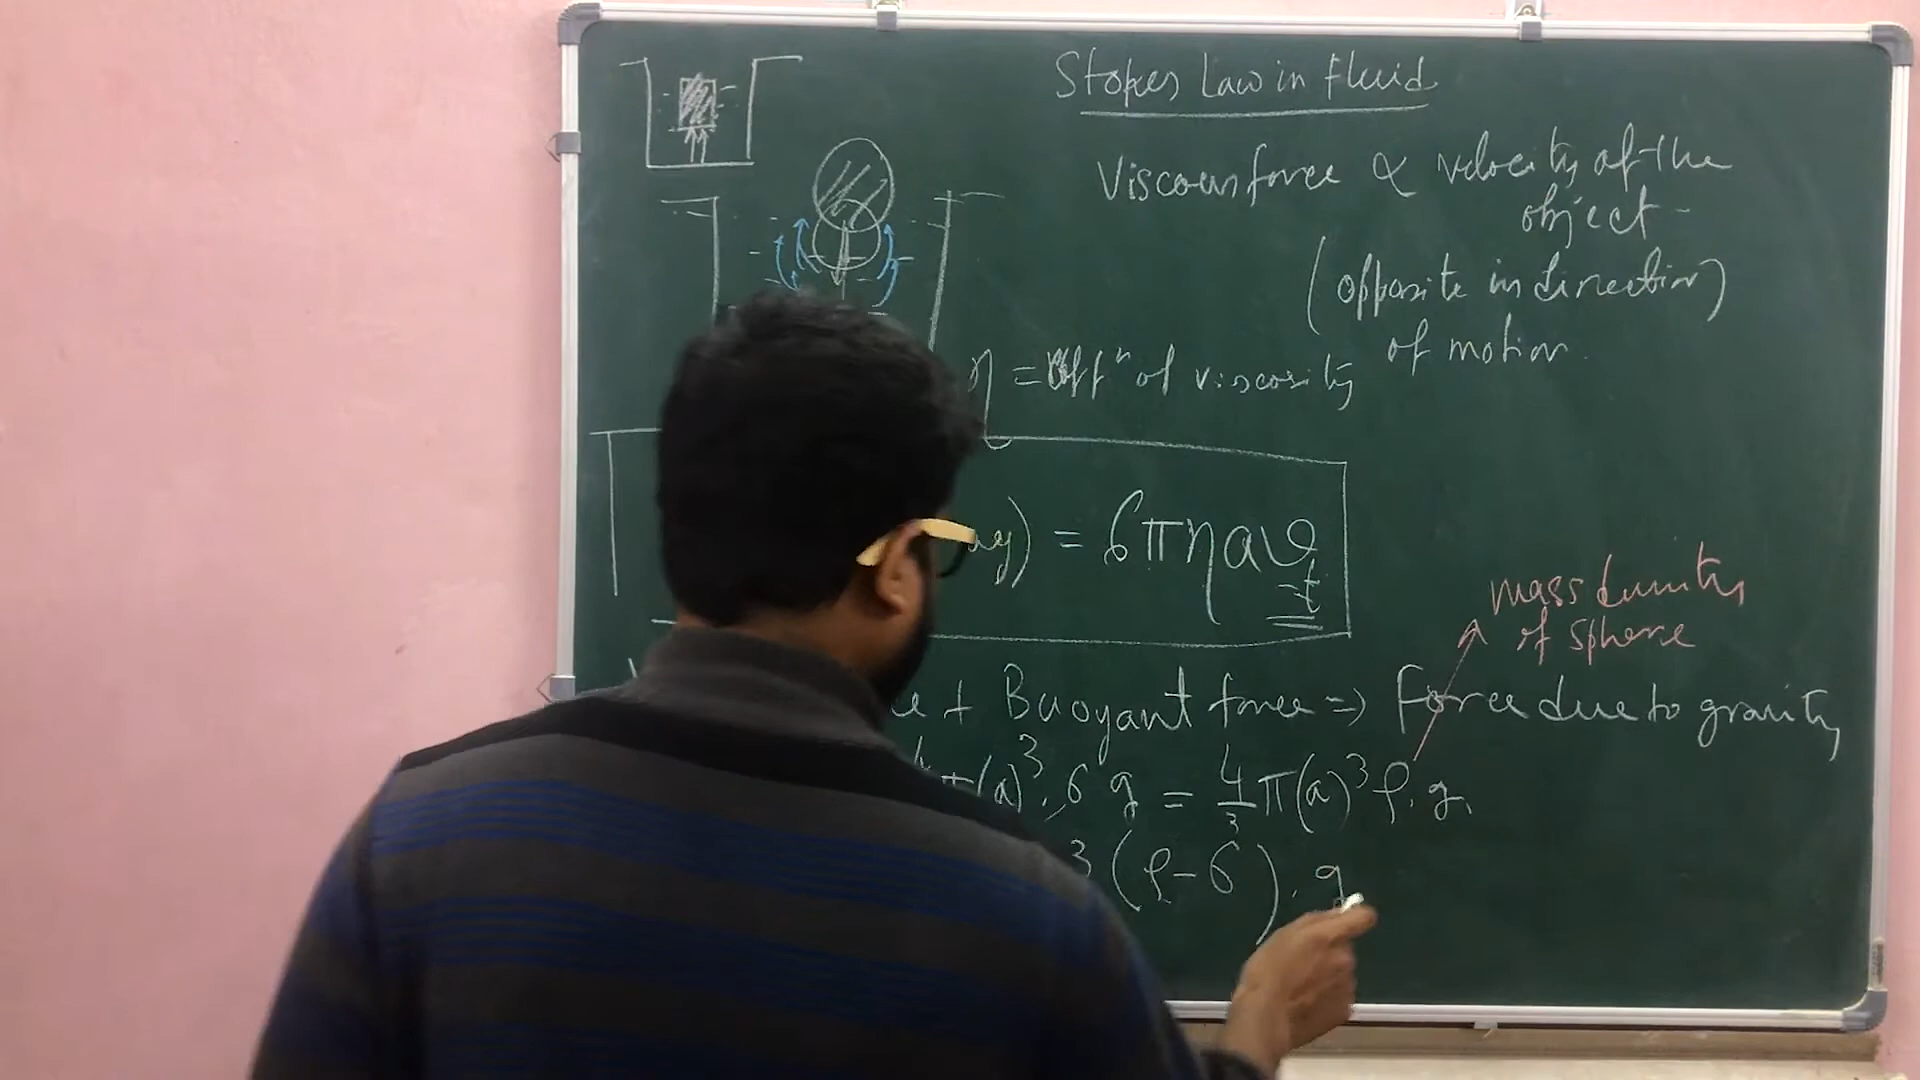 Stokes Law in fluid
Viscous force ∝ velocity of the
object
(opposite in direction)
of motion.
η = of viscosity
) = 6πηav
t
mass density
of sphere
+ Buoyant force ⇒ Force due to gravity
π(a)³. σ g = 4/3 π(a)³ ρ. g.
³ (ρ - σ). g